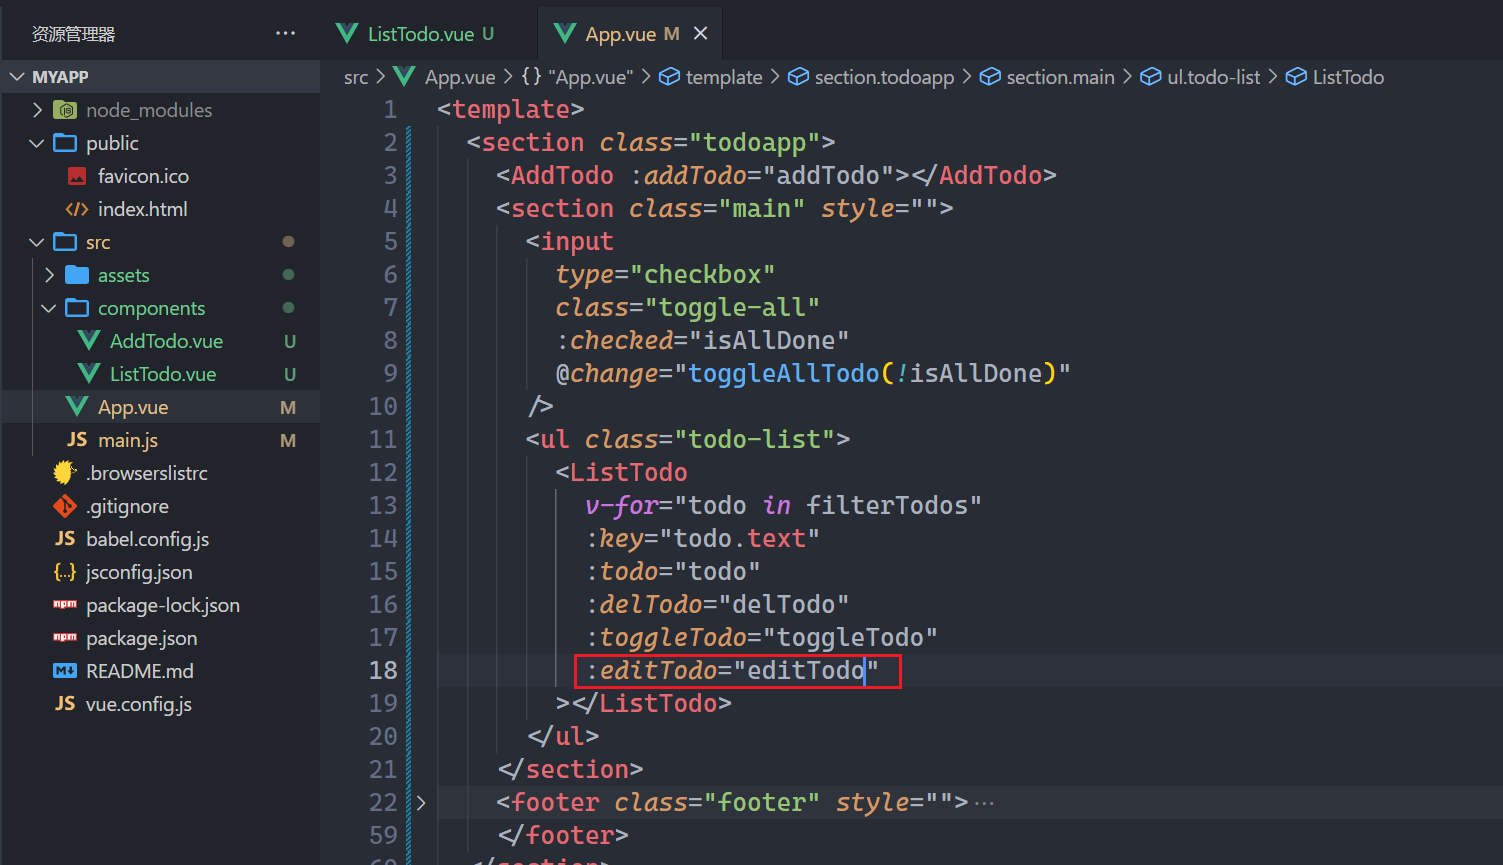 资源管理器 ···
ListTodo.vue U
App.vue M
MYAPP
node_modules
public
favicon.ico
index.html
src
assets
components
AddTodo.vue U
ListTodo.vue U
App.vue M
JS main.js M
.browserslistrc
.gitignore
JS babel.config.js
{..} jsconfig.json
npm package-lock.json
npm package.json
M README.md
JS vue.config.js
src > App.vue > {} "App.vue" > template > section.todoapp > section.main > ul.todo-list > ListTodo
1 <template>
2 <section class="todoapp">
3 <AddTodo :addTodo="addTodo"></AddTodo>
4 <section class="main" style="">
5 <input
6 type="checkbox"
7 class="toggle-all"
8 :checked="isAllDone"
9 @change="toggleAllTodo(!isAllDone)"
10 />
11 <ul class="todo-list">
12 <ListTodo
13 v-for="todo in filterTodos"
14 :key="todo.text"
15 :todo="todo"
16 :delTodo="delTodo"
17 :toggleTodo="toggleTodo"
18 :editTodo="editTodo"
19 ></ListTodo>
20 </ul>
21 </section>
22 <footer class="footer" style="">···
59 </footer>
60 </section>